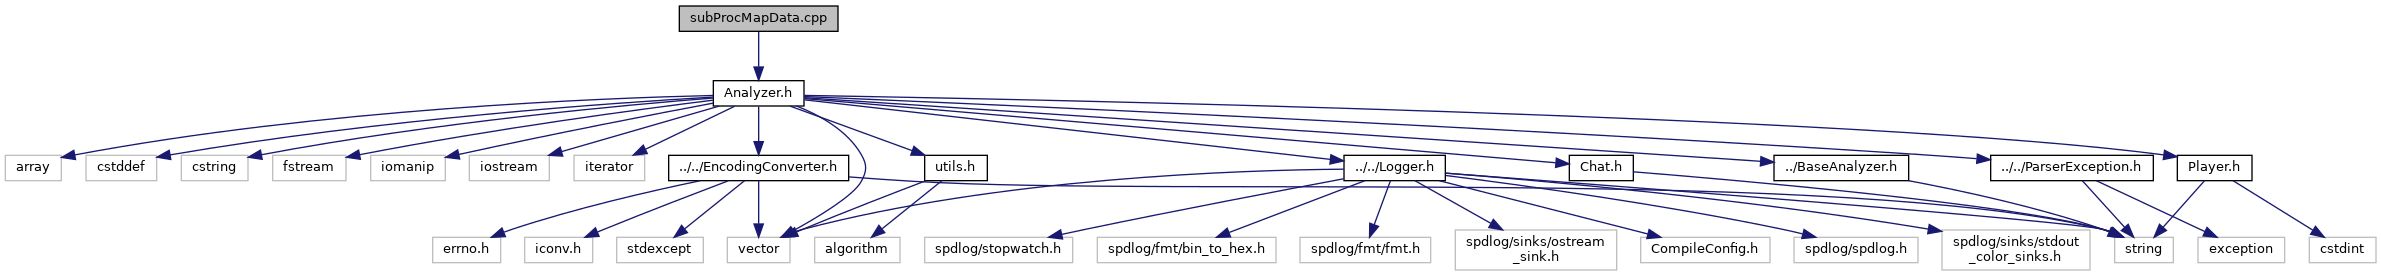 subProcMapData.cpp
Analyzer.h
array
cstddef
cstring
fstream
iomanip
iostream
iterator
../../EncodingConverter.h
utils.h
../../Logger.h
Chat.h
../BaseAnalyzer.h
../../ParserException.h
Player.h
errno.h
iconv.h
stdexcept
vector
algorithm
spdlog/stopwatch.h
spdlog/fmt/bin_to_hex.h
spdlog/fmt/fmt.h
spdlog/sinks/ostream
_sink.h
CompileConfig.h
spdlog/spdlog.h
spdlog/sinks/stdout
_color_sinks.h
string
exception
cstdint